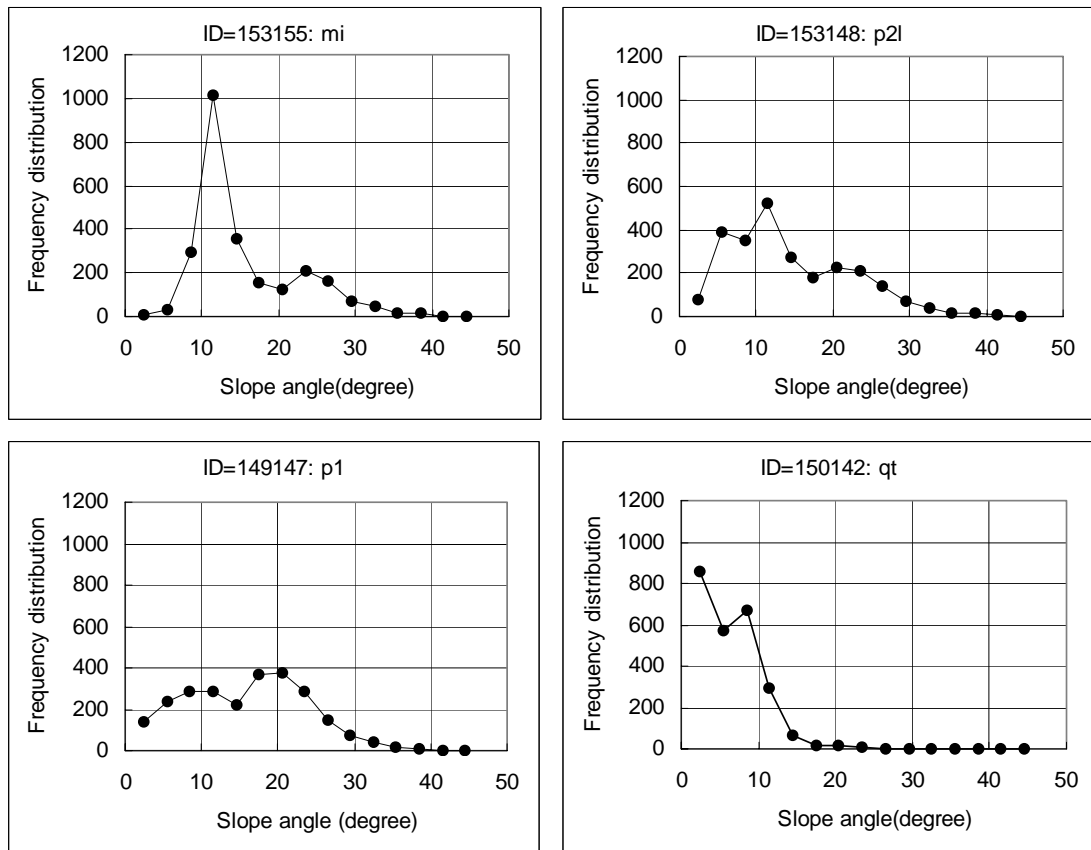 ID=153155: mi
Frequency distribution
1200
1000
800
600
400
200
0
0 10 20 30 40 50
Slope angle(degree)
ID=153148: p2l
Frequency distribution
1200
1000
800
600
400
200
0
0 10 20 30 40 50
Slope angle(degree)
ID=149147: p1
Frequency distribution
1200
1000
800
600
400
200
0
0 10 20 30 40 50
Slope angle (degree)
ID=150142: qt
Frequency distribution
1200
1000
800
600
400
200
0
0 10 20 30 40 50
Slope angle(degree)